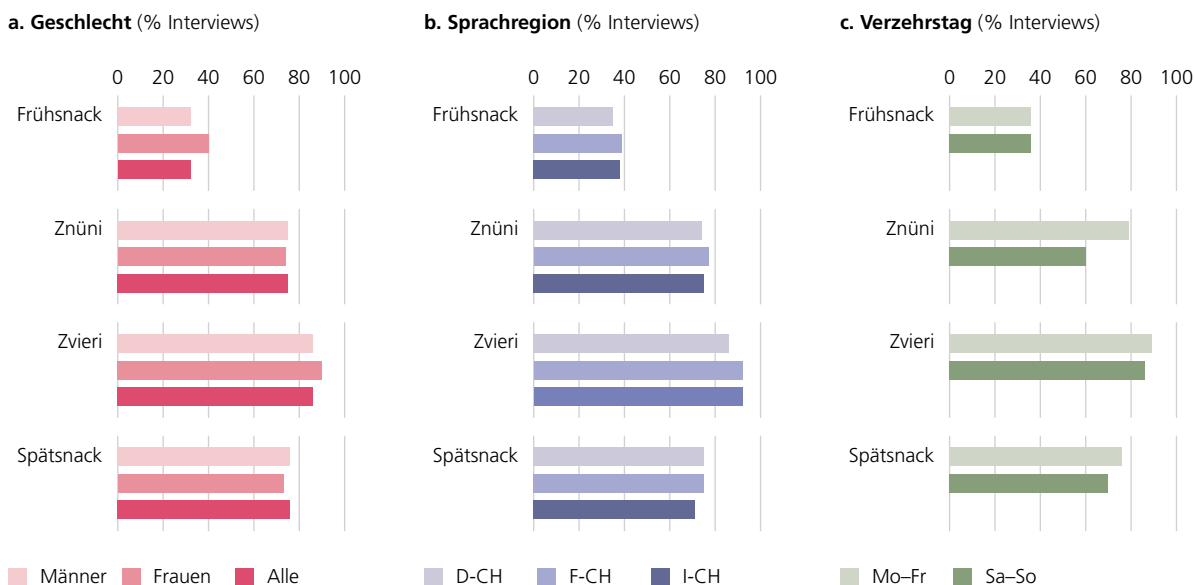 a. Geschlecht (% Interviews)
0 20 40 60 80 100
Frühsnack
Znüni
Zvieri
Spätsnack
Männer Frauen Alle
b. Sprachregion (% Interviews)
0 20 40 60 80 100
Frühsnack
Znüni
Zvieri
Spätsnack
D-CH F-CH I-CH
c. Verzehrstag (% Interviews)
0 20 40 60 80 100
Frühsnack
Znüni
Zvieri
Spätsnack
Mo–Fr Sa–So